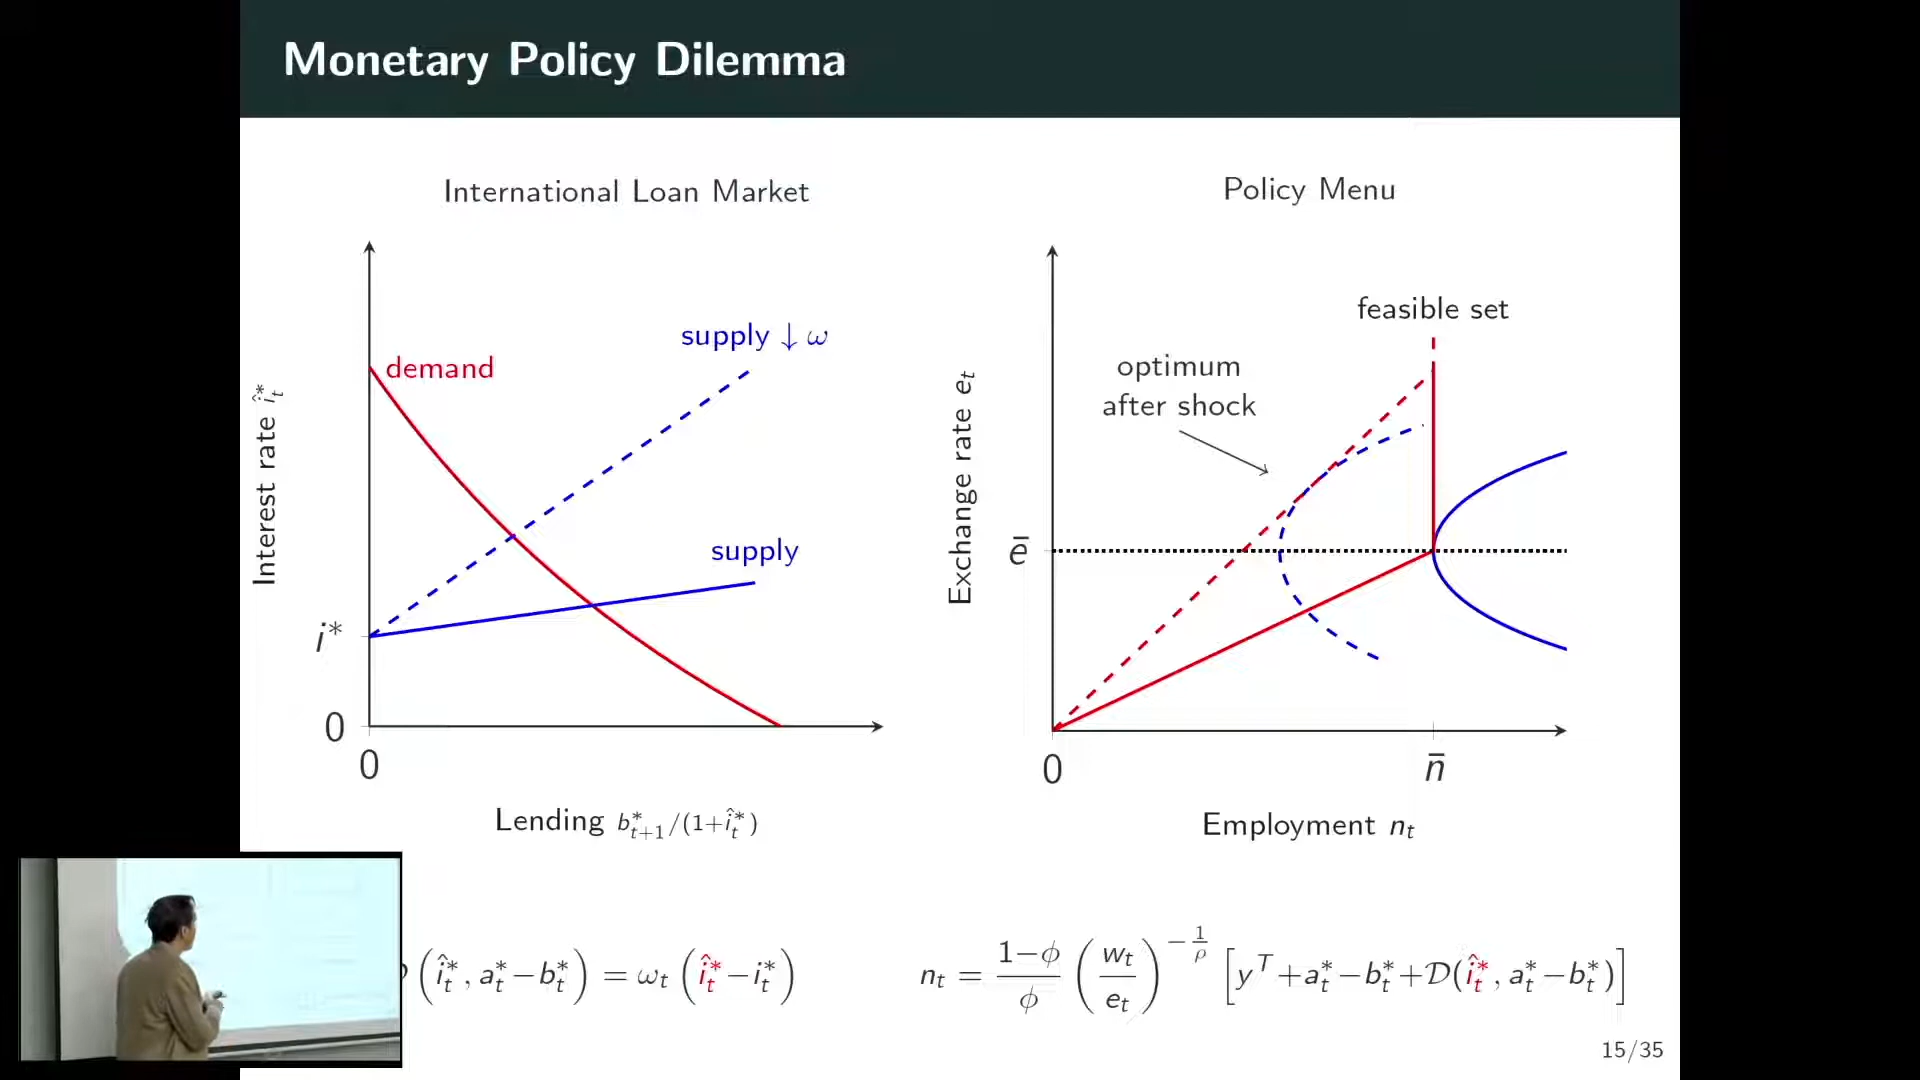 Monetary Policy Dilemma
International Loan Market
Interest rate î*ₜ
demand
supply ↓ ω
supply
i*
0
0
Lending b*ₜ₊₁/(1+î*ₜ)
Policy Menu
Exchange rate eₜ
feasible set
optimum
after shock
ē
0
n̄
Employment nₜ
(î*ₜ, a*ₜ−b*ₜ) = ωₜ (î*ₜ−i*ₜ)
nₜ = (1−ϕ)/ϕ (wₜ/eₜ)^(−1/ρ) [y^T+a*ₜ−b*ₜ+𝒟(î*ₜ, a*ₜ−b*ₜ)]
15/35